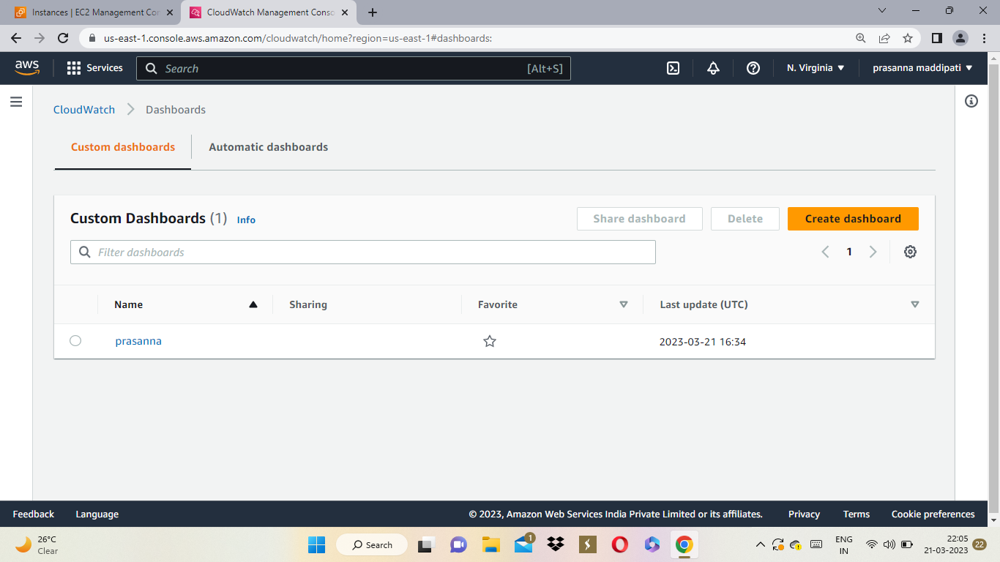 Instances | EC2 Management Con
CloudWatch Management Conso
us-east-1.console.aws.amazon.com/cloudwatch/home?region=us-east-1#dashboards:
aws
Services
Search
[Alt+S]
N. Virginia
prasanna maddipati
CloudWatch
Dashboards
Custom dashboards
Automatic dashboards
Custom Dashboards (1)
Info
Share dashboard
Delete
Create dashboard
Filter dashboards
1
Name
Sharing
Favorite
Last update (UTC)
prasanna
2023-03-21 16:34
Feedback
Language
© 2023, Amazon Web Services India Private Limited or its affiliates.
Privacy
Terms
Cookie preferences
26°C
Clear
Search
1
ENG
IN
22:05
21-03-2023
22